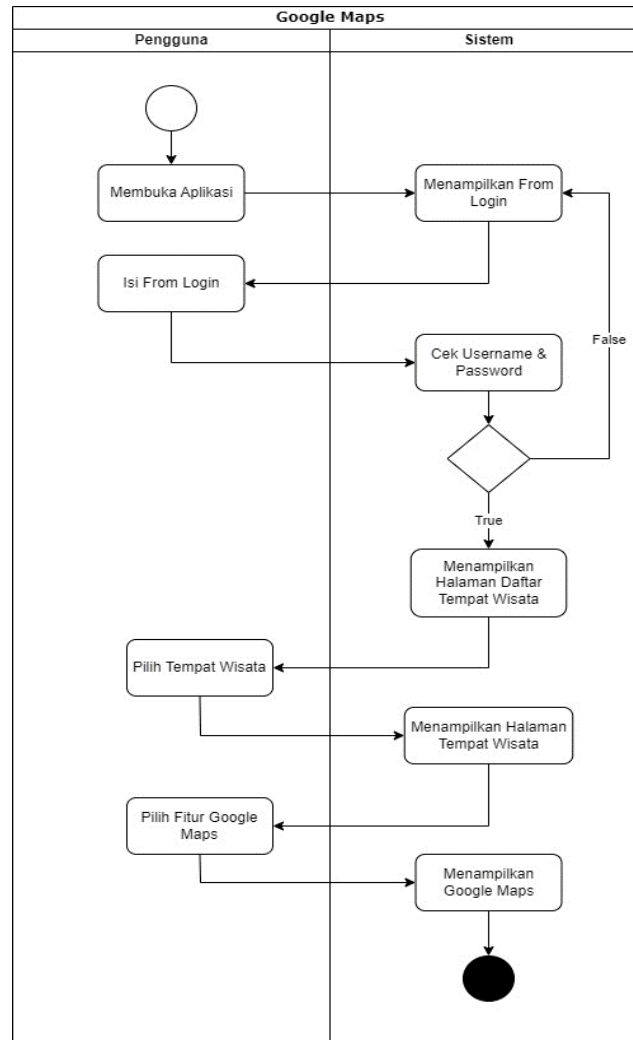 Google Maps
Pengguna
Sistem
Membuka Aplikasi
Menampilkan From
Login
Isi From Login
False
Cek Username &
Password
True
Menampilkan
Halaman Daftar
Tempat Wisata
Pilih Tempat Wisata
Menampilkan Halaman
Tempat Wisata
Pilih Fitur Google
Maps
Menampilkan
Google Maps